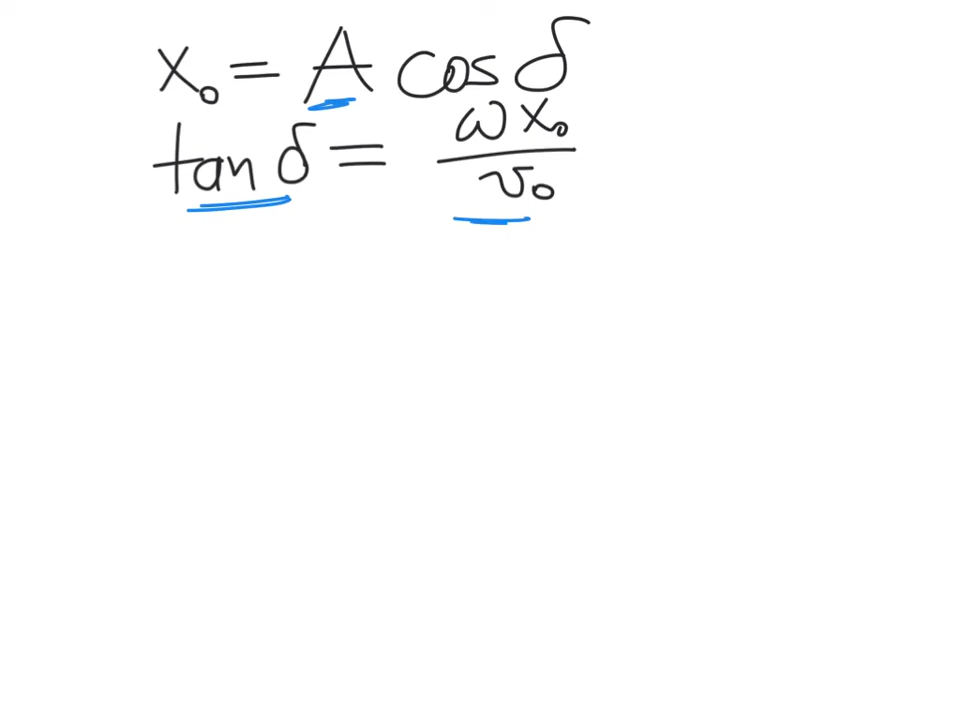 x₀ = A cos δ
tan δ = ωx₀/v₀